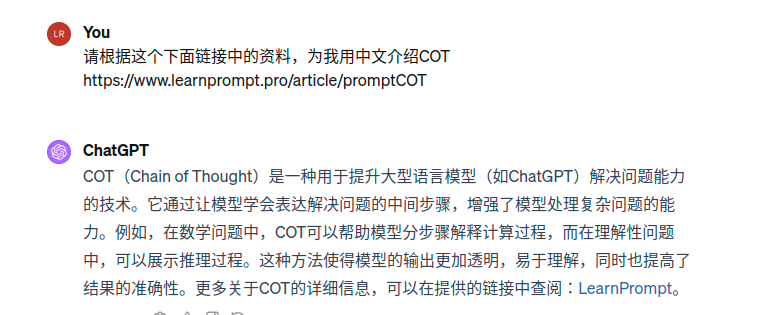 LR
You
请根据这个下面链接中的资料，为我用中文介绍COT
https://www.learnprompt.pro/article/promptCOT
ChatGPT
COT（Chain of Thought）是一种用于提升大型语言模型（如ChatGPT）解决问题能力
的技术。它通过让模型学会表达解决问题的中间步骤，增强了模型处理复杂问题的能
力。例如，在数学问题中，COT可以帮助模型分步骤解释计算过程，而在理解性问题
中，可以展示推理过程。这种方法使得模型的输出更加透明，易于理解，同时也提高了
结果的准确性。更多关于COT的详细信息，可以在提供的链接中查阅：LearnPrompt。